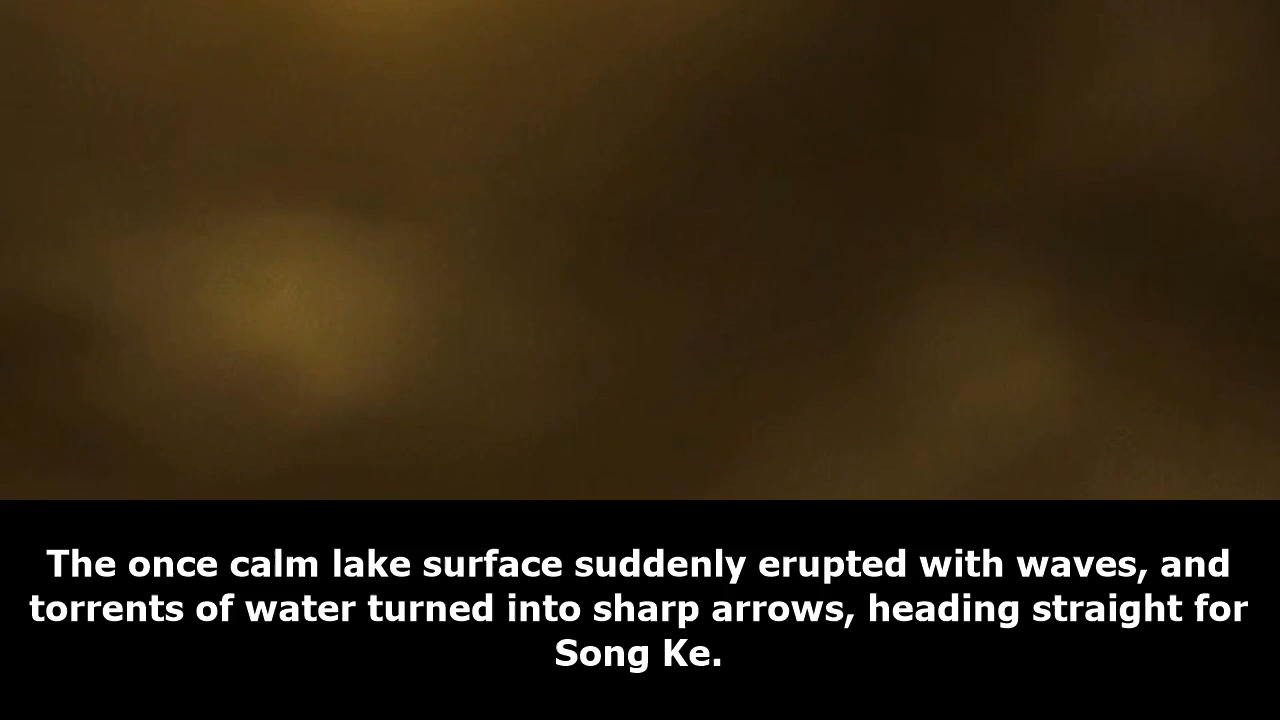 The once calm lake surface suddenly erupted with waves, and
torrents of water turned into sharp arrows, heading straight for
Song Ke.